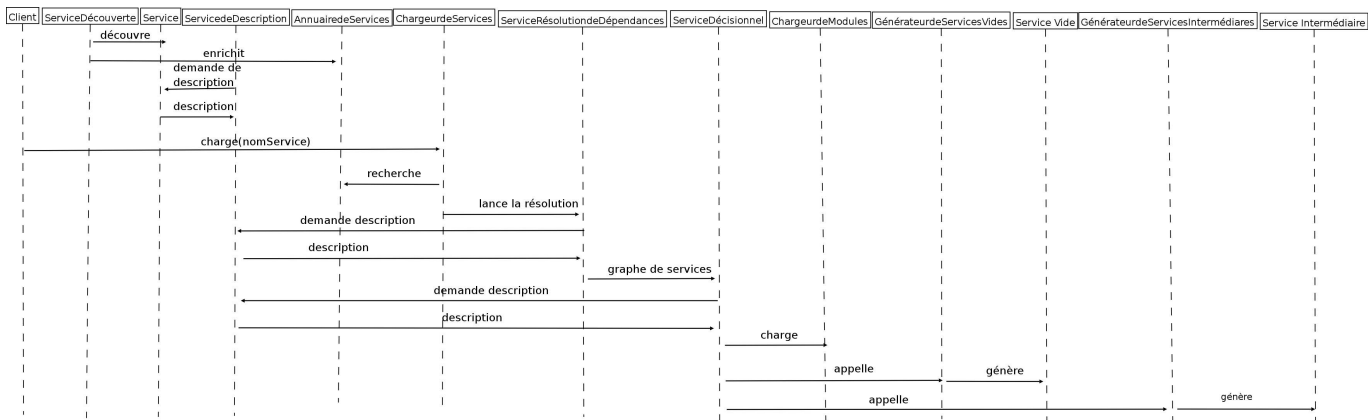 Client
ServiceDécouverte
Service
ServicedeDescription
AnnuairedeServices
ChargeurdeServices
ServiceRésolutiondeDépendances
ServiceDécisionnel
ChargeurdeModules
GénérateurdeServicesVides
Service Vide
GénérateurdeServicesIntermédiares
Service Intermédiaire
découvre
enrichit
demande de
description
description
charge(nomService)
recherche
lance la résolution
demande description
description
graphe de services
demande description
description
charge
appelle
génère
appelle
génère